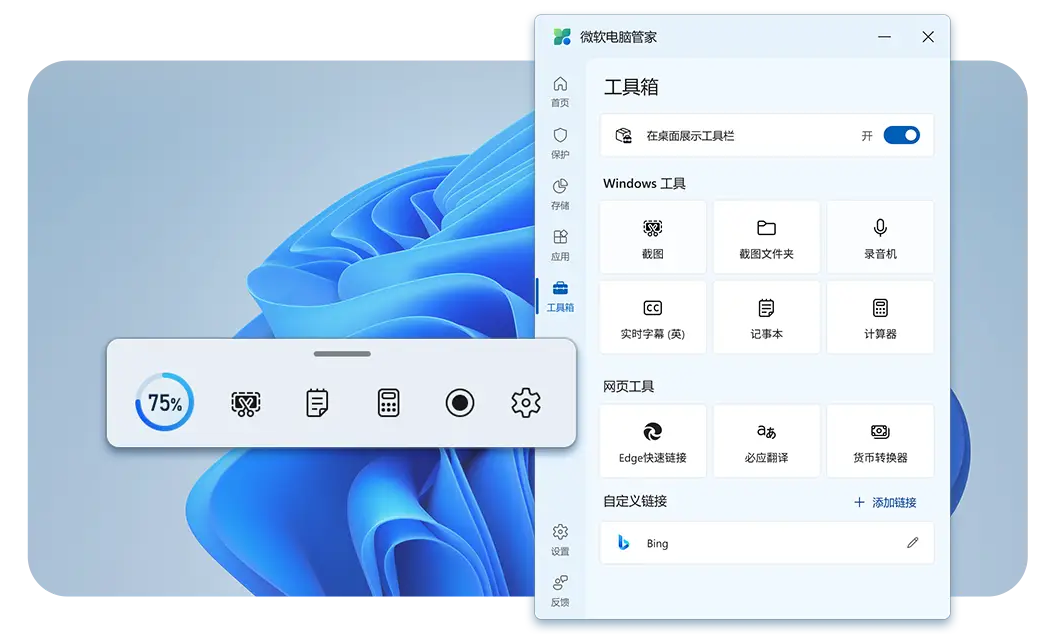 微软电脑管家
首页
保护
存储
应用
工具箱
设置
反馈
工具箱
在桌面展示工具栏 开
Windows 工具
截图 截图文件夹 录音机
CC
实时字幕 (英) 记事本 计算器
网页工具
aあ
Edge快速链接 必应翻译 货币转换器
自定义链接 + 添加链接
Bing
75%